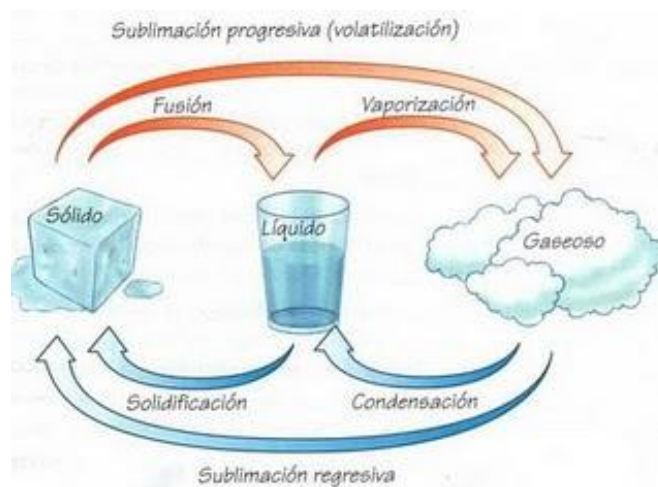 Sublimación progresiva (volatilización)
Fusión
Vaporización
Sólido
Líquido
Gaseoso
Solidificación
Condensación
Sublimación regresiva